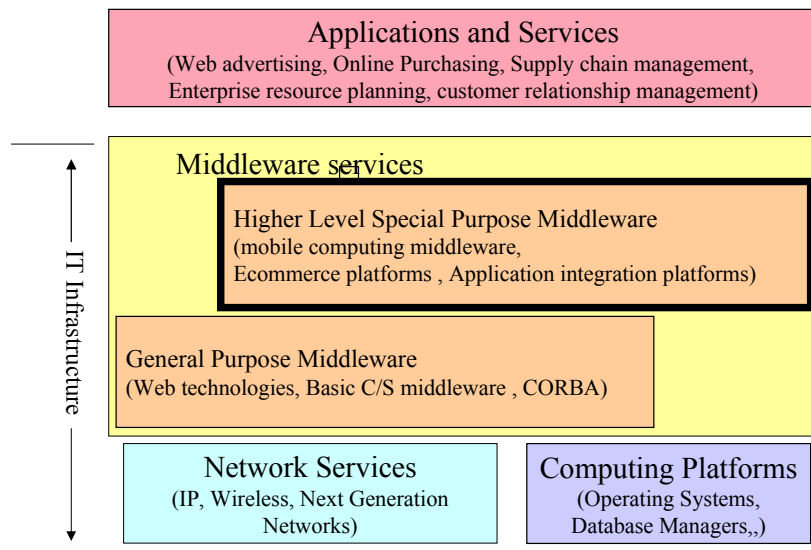 Applications and Services
(Web advertising, Online Purchasing, Supply chain management,
Enterprise resource planning, customer relationship management)
Middleware services
Higher Level Special Purpose Middleware
(mobile computing middleware,
Ecommerce platforms , Application integration platforms)
IT Infrastructure
General Purpose Middleware
(Web technologies, Basic C/S middleware , CORBA)
Network Services
(IP, Wireless, Next Generation
Networks)
Computing Platforms
(Operating Systems,
Database Managers,,)